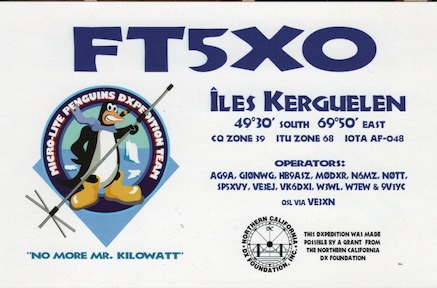 FT5XO
MICRO-LITE PENGUINS DXPEDITION TEAM
"NO MORE MR. KILOWATT"
ÎLES KERGUELEN
49°30' SOUTH 69°50' EAST
CQ ZONE 39 ITU ZONE 68 IOTA AF-048
OPERATORS:
AG9A, GI0NWG, HB9ASZ, M0DXR, N6MZ, N0TT,
SP5XVY, VE3EJ, VK6DXI, W3WL, W7EW & 9V1YC
QSL VIA VE3XN
NORTHERN CALIFORNIA
DX FOUNDATION, INC.
THIS DXPEDITION WAS MADE
POSSIBLE BY A GRANT FROM
THE NORTHERN CALIFORNIA
DX FOUNDATION